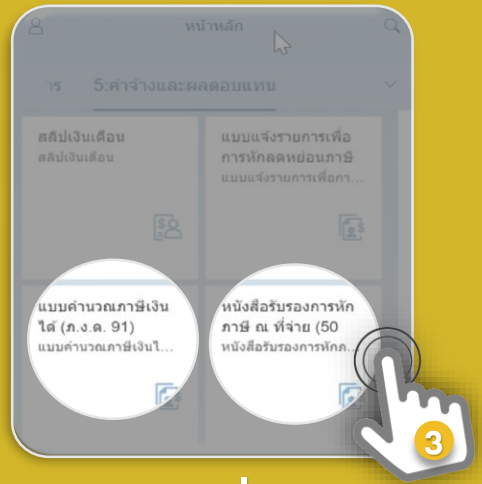 หน้าหลัก
าร 5:ค่าจ้างและผลตอบแทน
สลิปเงินเดือน
สลิปเงินเดือน
แบบแจ้งรายการเพื่อ
การหักลดหย่อนภาษี
แบบแจ้งรายการเพื่อกา...
แบบคำนวณภาษีเงิน
ได้ (ภ.ง.ด. 91)
แบบคำนวณภาษีเงินไ...
หนังสือรับรองการหัก
ภาษี ณ ที่จ่าย (50
หนังสือรับรองการหักภ...
3